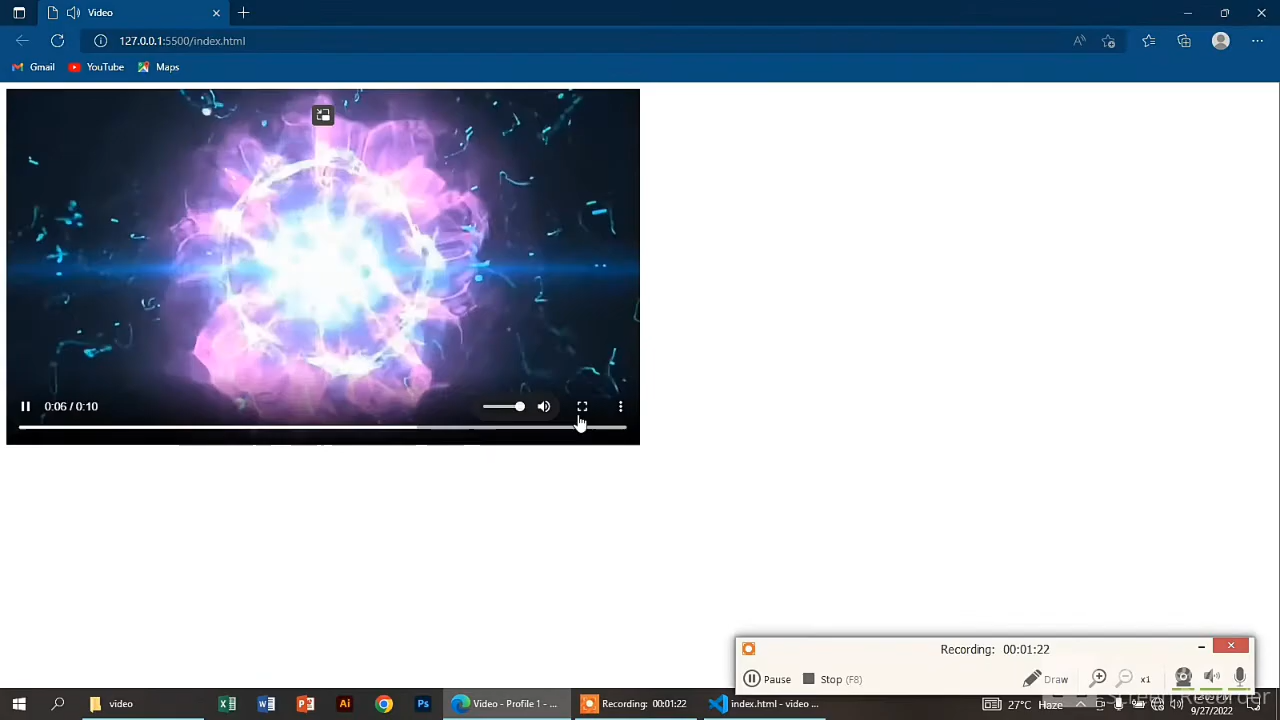 Video
127.0.0.1:5500/index.html
Gmail
YouTube
Maps
0:06 / 0:10
Recording: 00:01:22
Pause
Stop (F8)
Draw
x1
video
Video - Profile 1 - ...
Recording: 00:01:22
index.html - video ...
27°C Haze
9/27/2022
Recorder